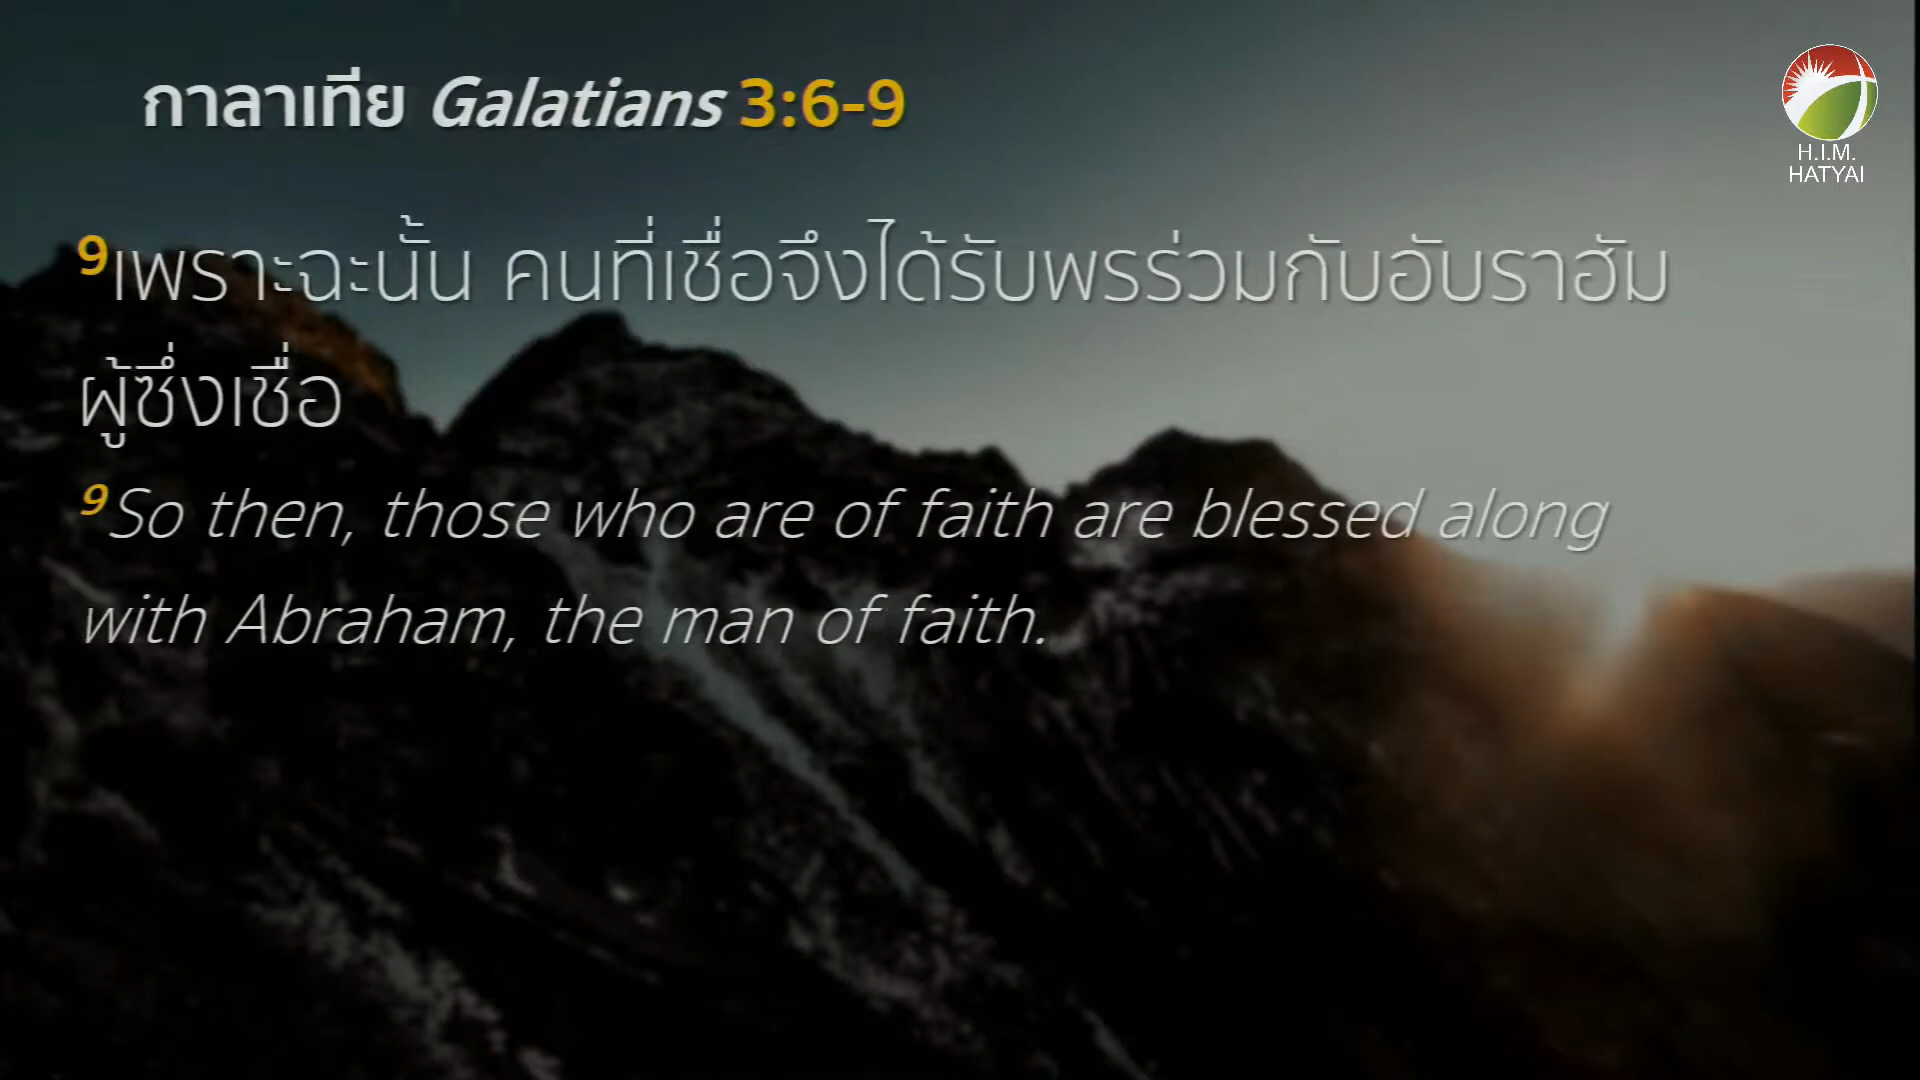 กาลาเทีย Galatians 3:6-9
H.I.M.
HATYAI
9เพราะฉะนั้น คนที่เชื่อจึงได้รับพรร่วมกับอับราฮัม
ผู้ซึ่งเชื่อ
9So then, those who are of faith are blessed along
with Abraham, the man of faith.